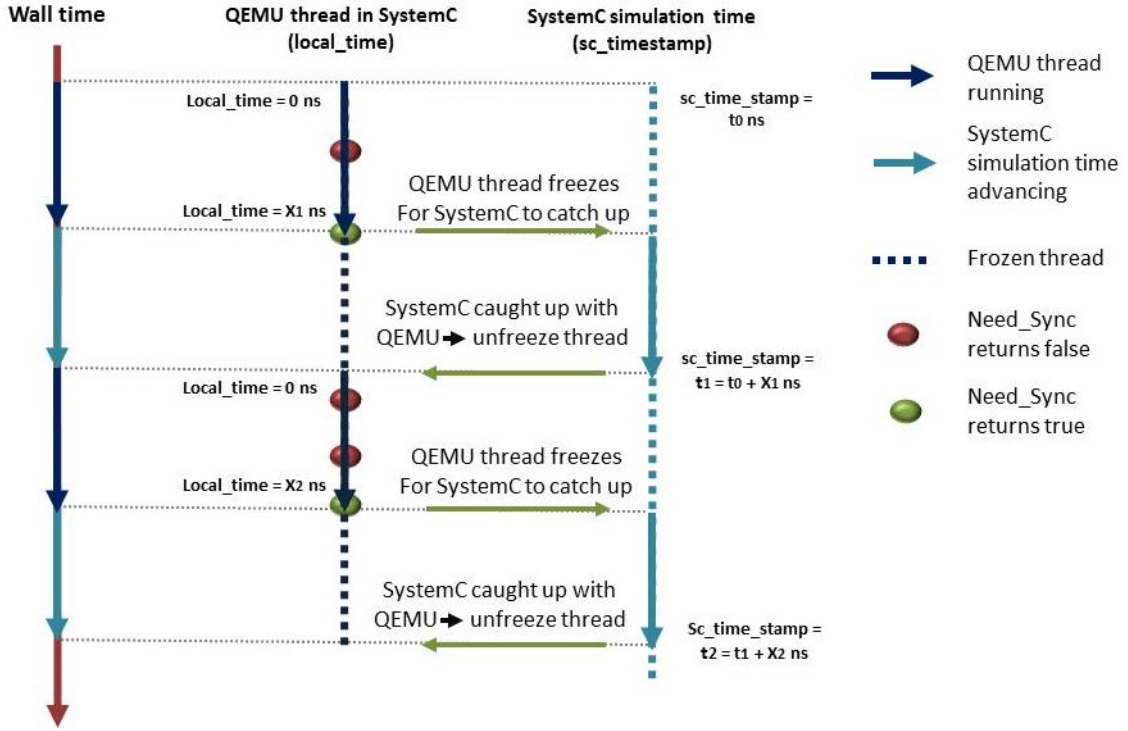 Wall time
QEMU thread in SystemC
(local_time)
SystemC simulation time
(sc_timestamp)
Local_time = 0 ns
sc_time_stamp =
t0 ns
QEMU thread freezes
For SystemC to catch up
Local_time = X1 ns
SystemC caught up with
QEMU → unfreeze thread
sc_time_stamp =
t1 = t0 + X1 ns
Local_time = 0 ns
QEMU thread freezes
For SystemC to catch up
Local_time = X2 ns
SystemC caught up with
QEMU → unfreeze thread
Sc_time_stamp =
t2 = t1 + X2 ns
QEMU thread
running
SystemC
simulation time
advancing
Frozen thread
Need_Sync
returns false
Need_Sync
returns true